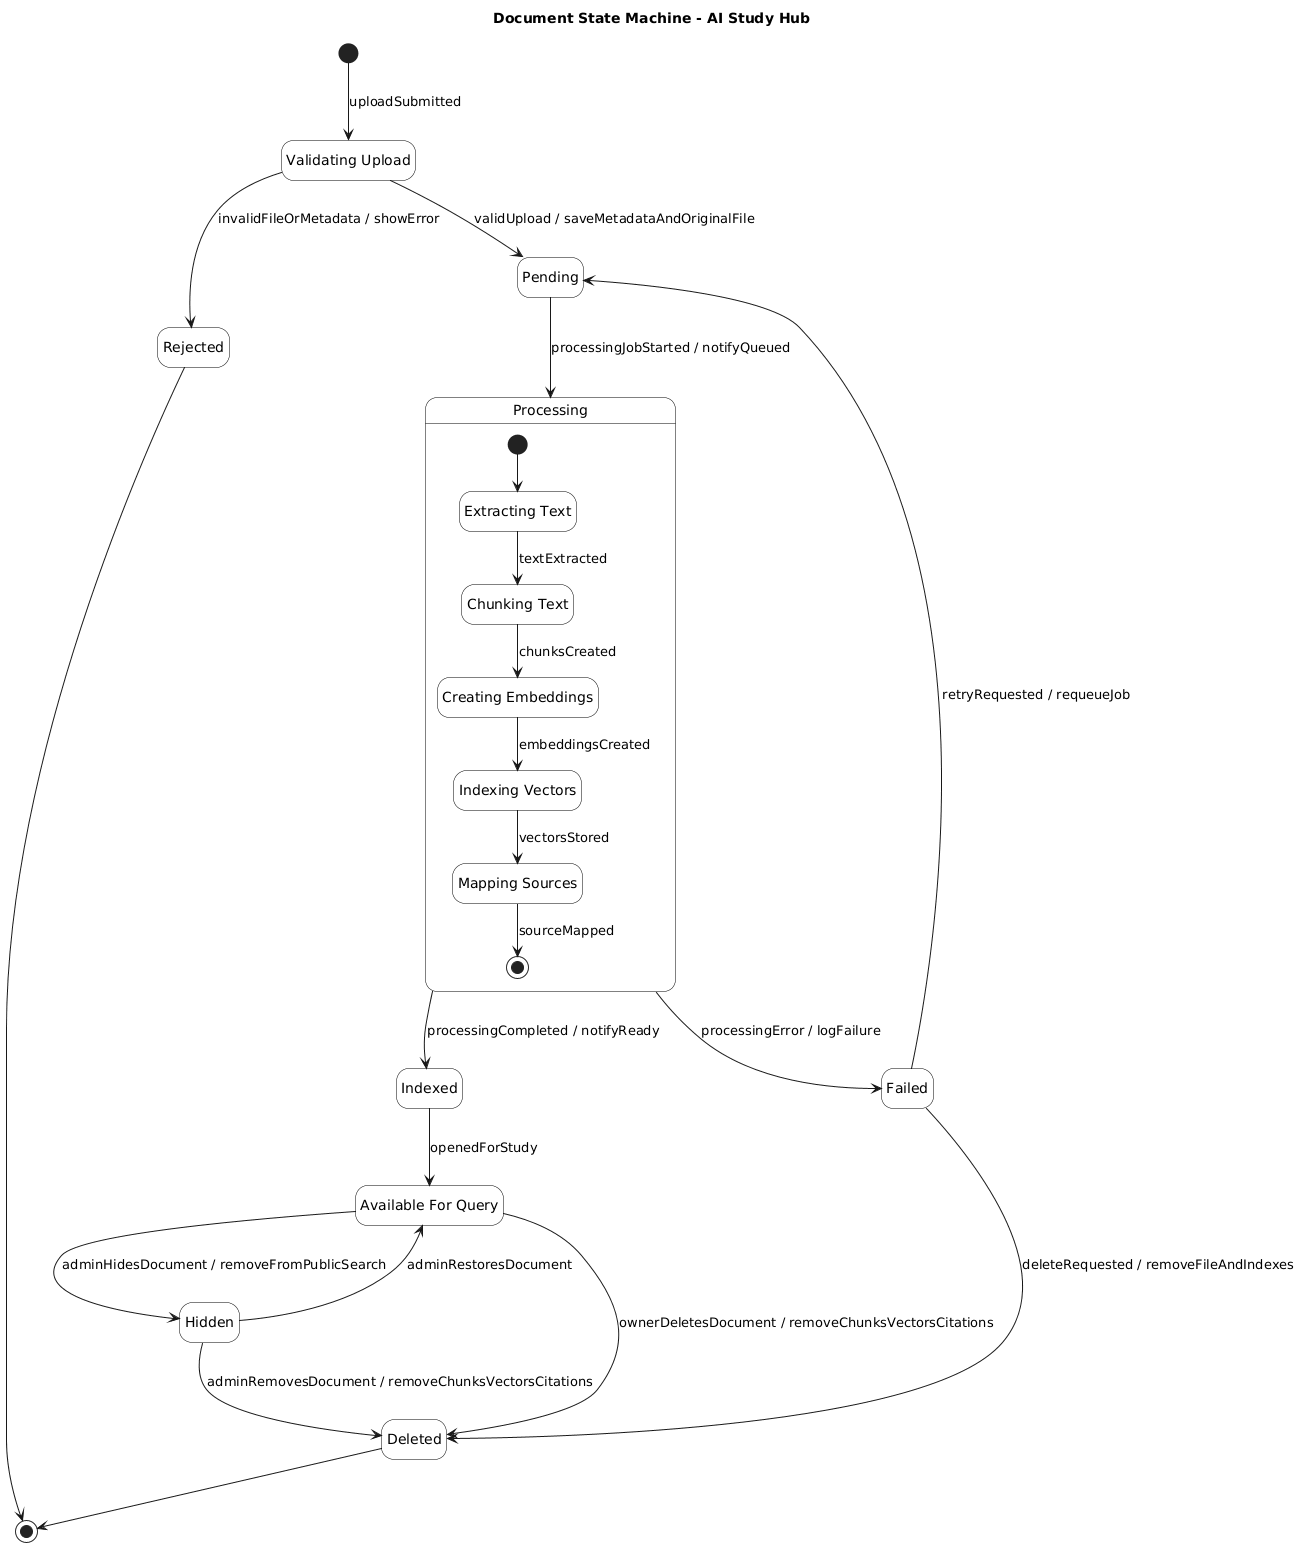 Document State Machine - AI Study Hub
uploadSubmitted
Validating Upload
invalidFileOrMetadata / showError
validUpload / saveMetadataAndOriginalFile
Pending
Rejected
processingJobStarted / notifyQueued
Processing
Extracting Text
textExtracted
Chunking Text
chunksCreated
Creating Embeddings
retryRequested / requeueJob
embeddingsCreated
Indexing Vectors
vectorsStored
Mapping Sources
sourceMapped
processingCompleted / notifyReady
processingError / logFailure
Indexed
Failed
openedForStudy
Available For Query
adminHidesDocument / removeFromPublicSearch
adminRestoresDocument
deleteRequested / removeFileAndIndexes
Hidden
ownerDeletesDocument / removeChunksVectorsCitations
adminRemovesDocument / removeChunksVectorsCitations
Deleted